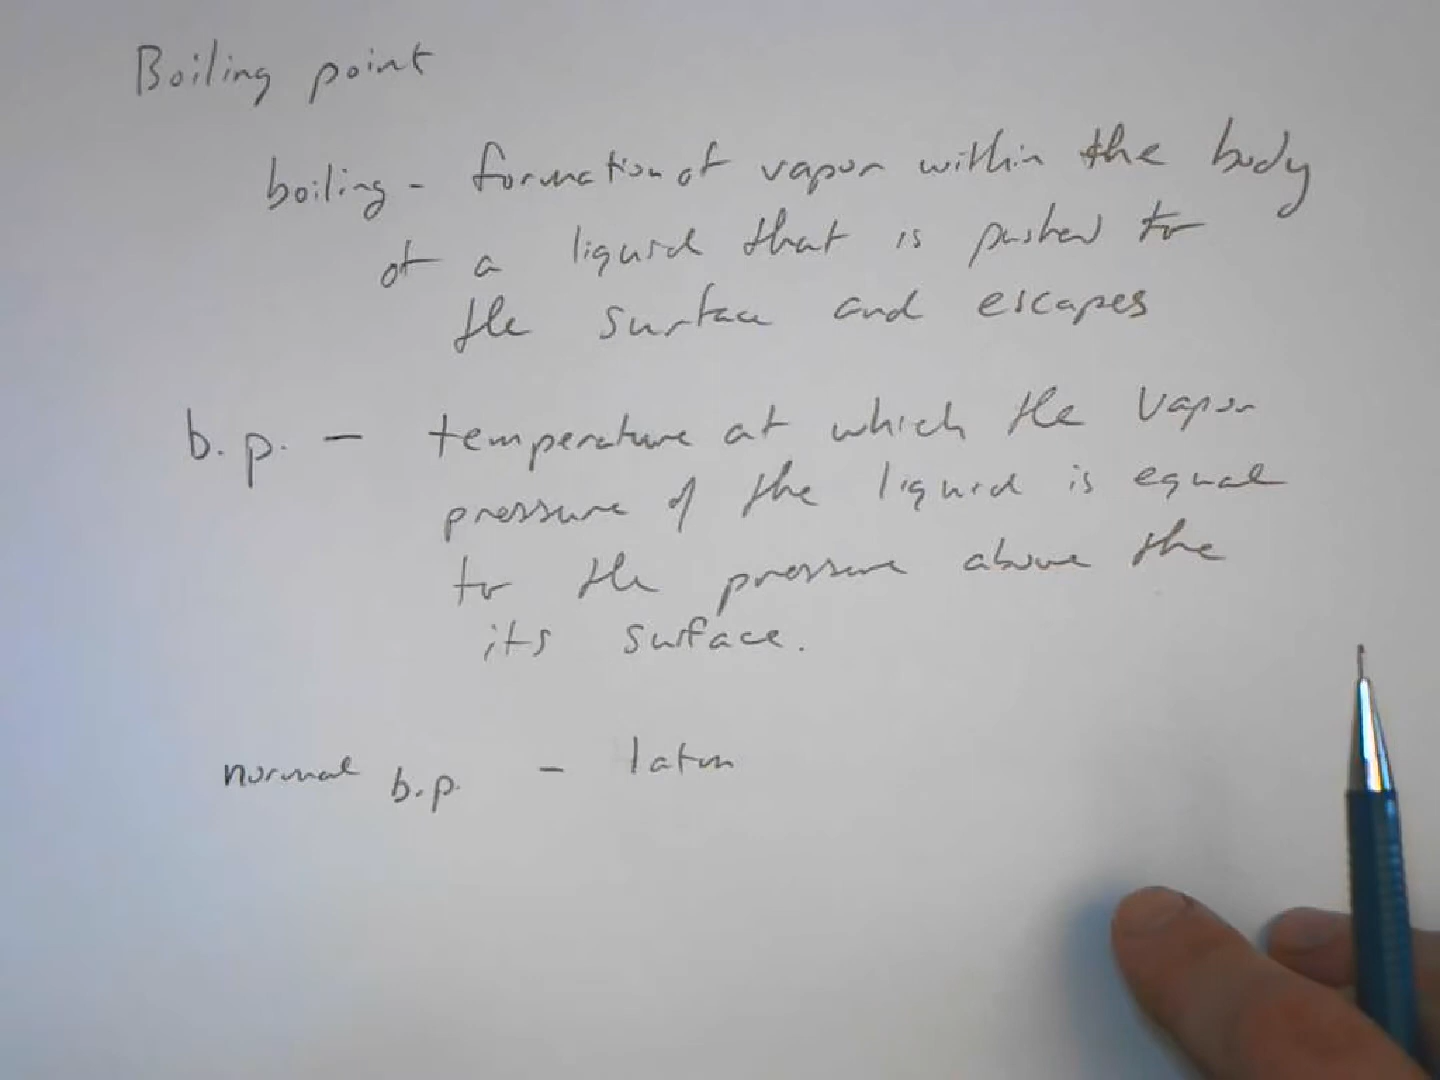 Boiling point
boiling - formation of vapor within the body
of a liquid that is pushed to
the surface and escapes
b.p. - temperature at which the vapor
pressure of the liquid is equal
to the pressure above the
its surface.
normal b.p. - 1atm